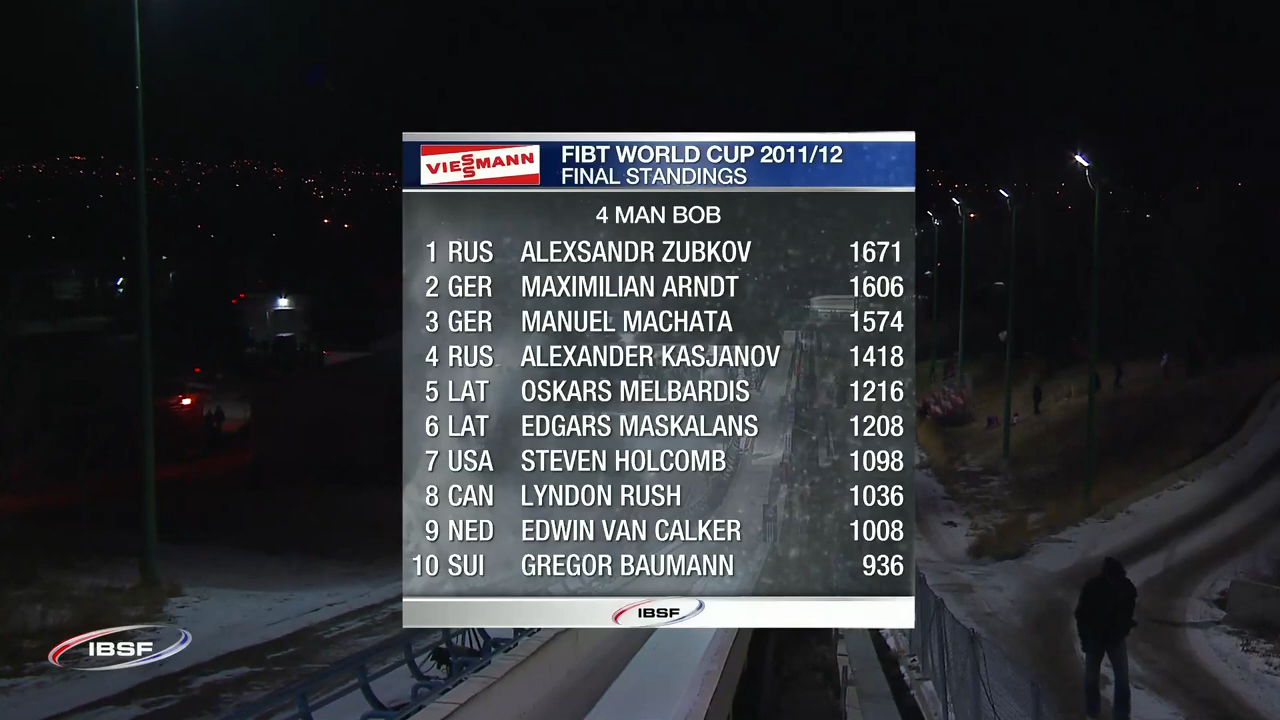 VIESSMANN
FIBT WORLD CUP 2011/12
FINAL STANDINGS
4 MAN BOB
1 RUS ALEXSANDR ZUBKOV 1671
2 GER MAXIMILIAN ARNDT 1606
3 GER MANUEL MACHATA 1574
4 RUS ALEXANDER KASJANOV 1418
5 LAT OSKARS MELBARDIS 1216
6 LAT EDGARS MASKALANS 1208
7 USA STEVEN HOLCOMB 1098
8 CAN LYNDON RUSH 1036
9 NED EDWIN VAN CALKER 1008
10 SUI GREGOR BAUMANN 936
IBSF
IBSF